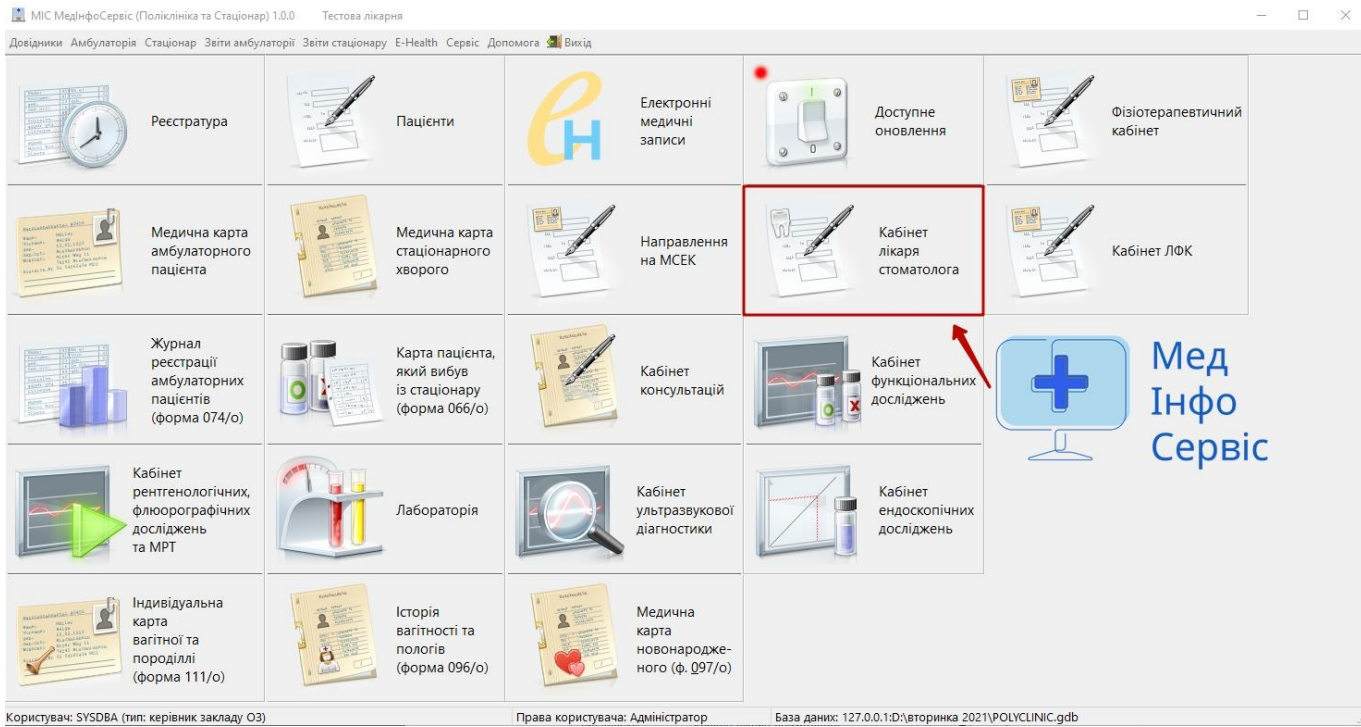 МІС МедІнфоСервіс (Поліклініка та Стаціонар) 1.0.0 Тестова лікарня
Довідники Амбулаторія Стаціонар Звіти амбулаторії Звіти стаціонару E-Health Сервіс Допомога Вихід
Реєстратура
Пацієнти
Електронні
медичні
записи
Доступне
оновлення
Фізіотерапевтичний
кабінет
Медична карта
амбулаторного
пацієнта
Медична карта
стаціонарного
хворого
Направлення
на МСЕК
Кабінет
лікаря
стоматолога
Кабінет ЛФК
Журнал
реєстрації
амбулаторних
пацієнтів
(форма 074/о)
Карта пацієнта,
який вибув
із стаціонару
(форма 066/о)
Кабінет
консультацій
Кабінет
функціональних
досліджень
Мед
Інфо
Сервіс
Кабінет
рентгенологічних,
флюорографічних
досліджень
та МРТ
Лабораторія
Кабінет
ультразвукової
діагностики
Кабінет
ендоскопічних
досліджень
Індивідуальна
карта
вагітної та
породіллі
(форма 111/о)
Історія
вагітності та
пологів
(форма 096/о)
Медична
карта
новонародже-
ного (ф. 097/о)
Користувач: SYSDBA (тип: керівник закладу ОЗ) Права користувача: Адміністратор База даних: 127.0.0.1:D:\вторинка_2021\POLYCLINIC.gdb